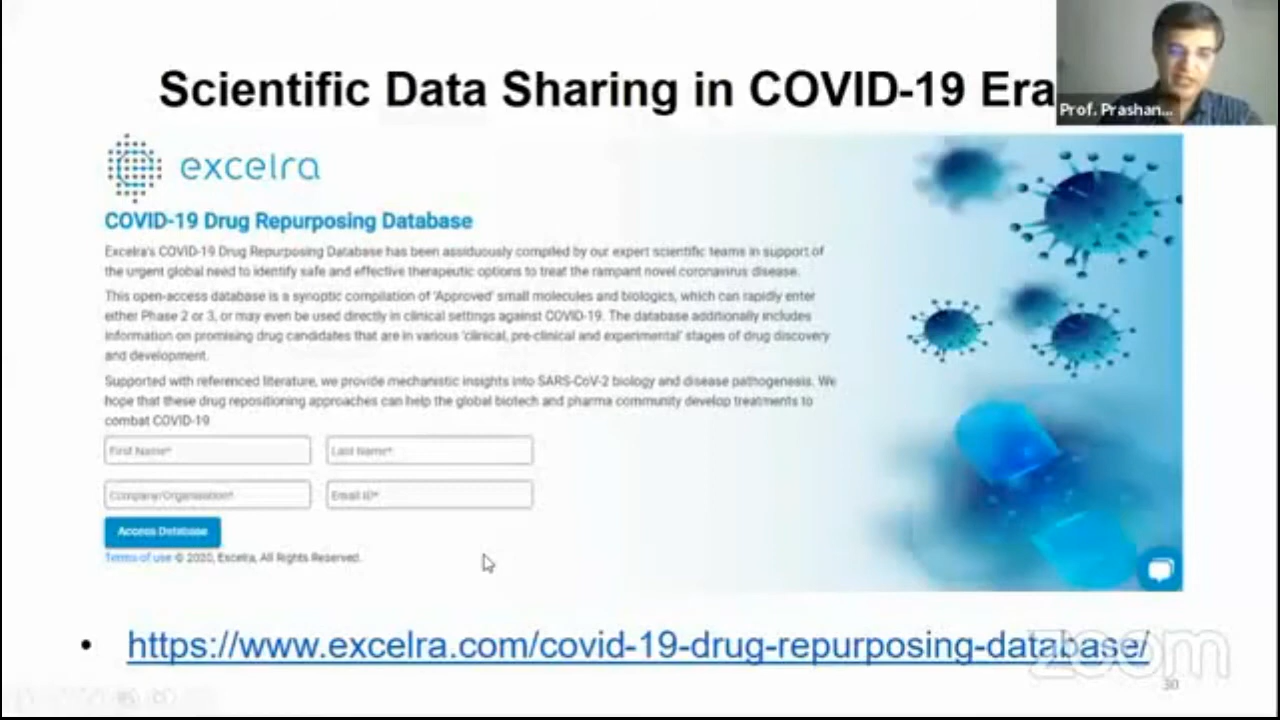 Scientific Data Sharing in COVID-19 Era
Prof. Prashan...
excelra
COVID-19 Drug Repurposing Database
Excelra's COVID-19 Drug Repurposing Database has been assiduously compiled by our expert scientific teams in support of
the urgent global need to identify safe and effective therapeutic options to treat the rampant novel coronavirus disease.
This open-access database is a synoptic compilation of 'Approved' small molecules and biologics, which can rapidly enter
either Phase 2 or 3, or may even be used directly in clinical settings against COVID-19. The database additionally includes
information on promising drug candidates that are in various 'clinical, pre-clinical and experimental' stages of drug discovery
and development.
Supported with referenced literature, we provide mechanistic insights into SARS-CoV-2 biology and disease pathogenesis. We
hope that these drug repositioning approaches can help the global biotech and pharma community develop treatments to
combat COVID-19
First Name* Last Name*
Company/Organisation* Email ID*
Access Database
Terms of use © 2020, Excelra, All Rights Reserved.
• https://www.excelra.com/covid-19-drug-repurposing-database/
zoom
30